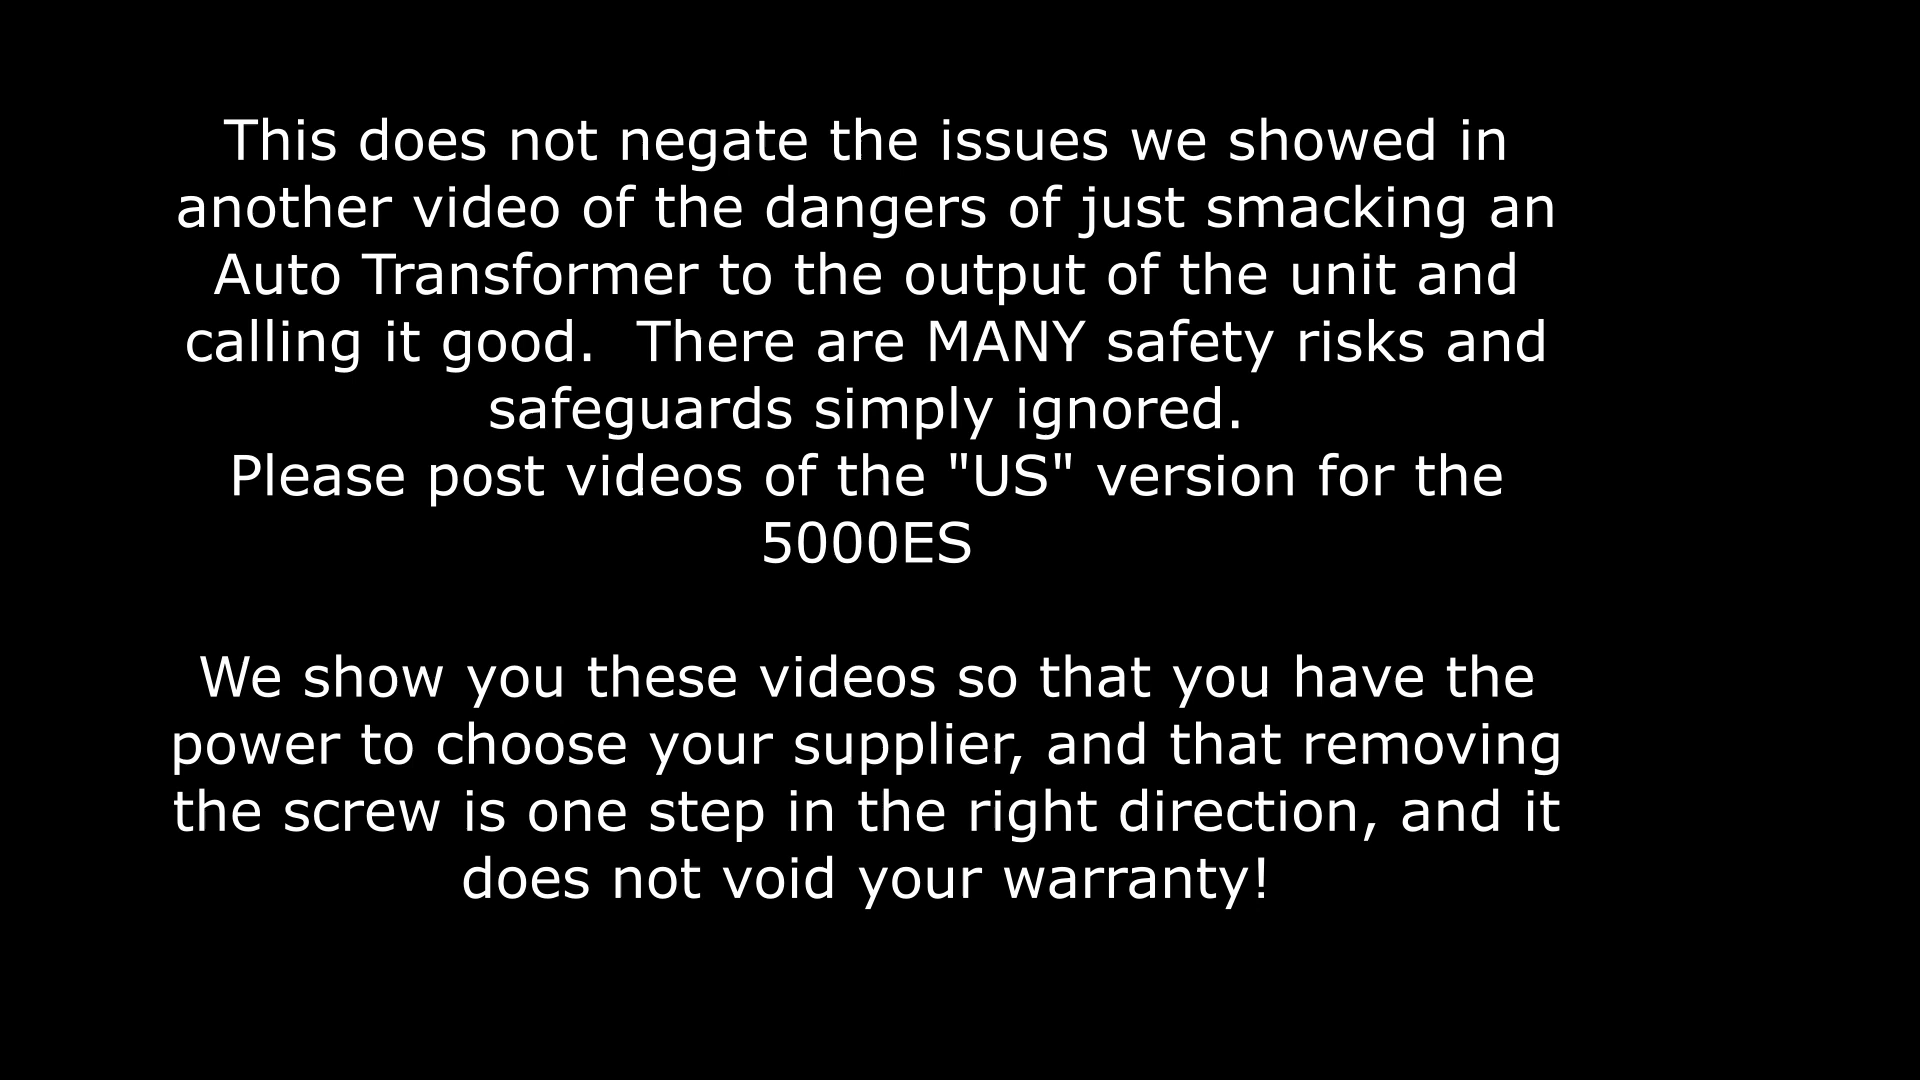 This does not negate the issues we showed in
another video of the dangers of just smacking an
Auto Transformer to the output of the unit and
calling it good.  There are MANY safety risks and
safeguards simply ignored.
Please post videos of the "US" version for the
5000ES
We show you these videos so that you have the
power to choose your supplier, and that removing
the screw is one step in the right direction, and it
does not void your warranty!